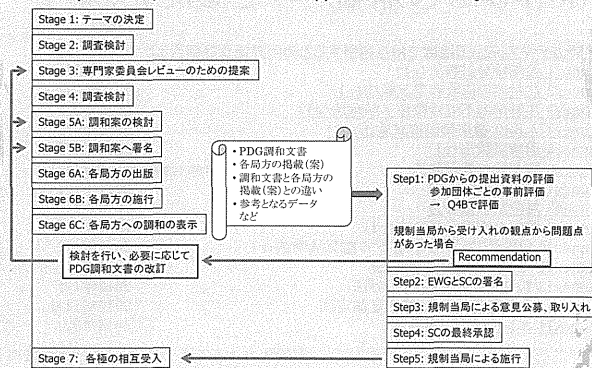 Stage 1: テーマの決定
Stage 2: 調査検討
Stage 3: 専門家委員会レビューのための提案
Stage 4: 調査検討
Stage 5A: 調和案の検討
Stage 5B: 調和案へ署名
Stage 6A: 各局方の出版
Stage 6B: 各局方の施行
Stage 6C: 各局方への調和の表示
検討を行い、必要に応じて
PDG調和文書の改訂
Stage 7: 各極の相互受入
・PDG調和文書
・各局方の掲載(案)
・調和文書と各局方の
掲載(案)との違い
・参考となるデータ
など
Step1: PDGからの提出資料の評価
参加団体ごとの事前評価
→ Q4Bで評価
規制当局から受け入れの観点から問題点
があった場合
Recommendation
Step2: EWGとSCの署名
Step3: 規制当局による意見公募、取り入れ
Step4: SCの最終承認
Step5: 規制当局による施行